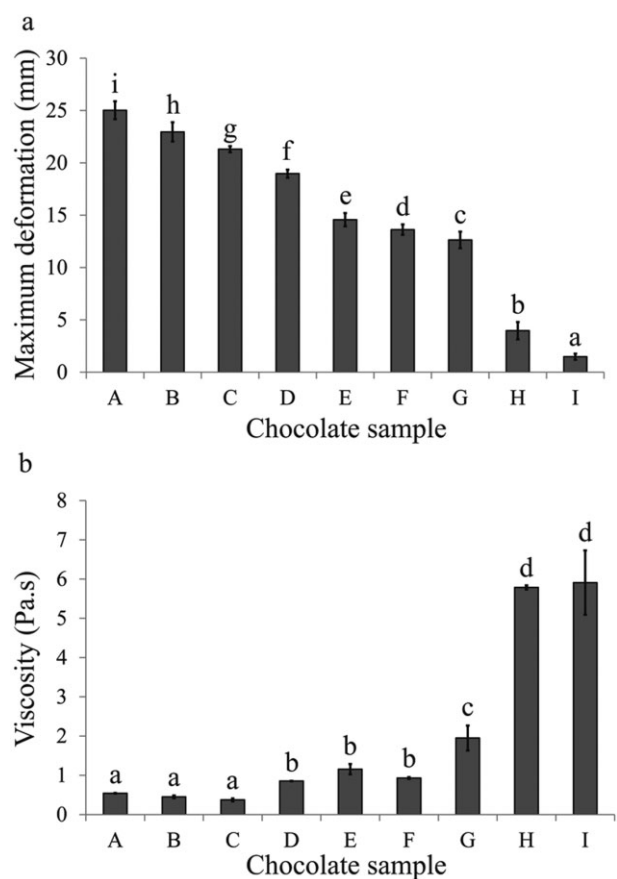 a
Maximum deformation (mm)
30
25
20
15
10
5
0
i
h
g
f
e
d
c
b
a
A B C D E F G H I
Chocolate sample
b
Viscosity (Pa.s)
8
7
6
5
4
3
2
1
0
a a a b b b c d d
A B C D E F G H I
Chocolate sample